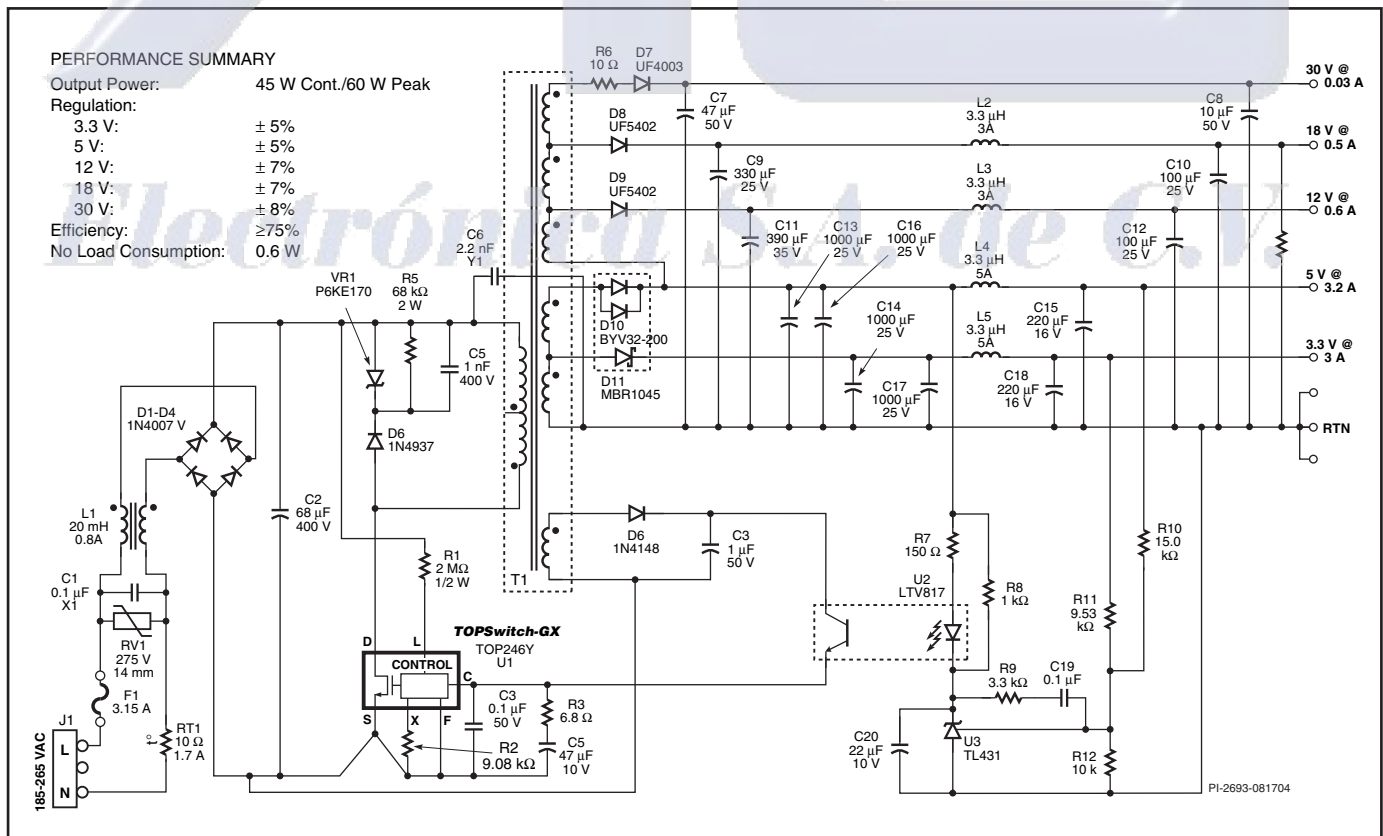 PERFORMANCE SUMMARY
Output Power: 45 W Cont./60 W Peak
Regulation:
3.3 V: ± 5%
5 V: ± 5%
12 V: ± 7%
18 V: ± 7%
30 V: ± 8%
Efficiency: ≥75%
No Load Consumption: 0.6 W
Electrónica S.A. de C.V.
R6
10 Ω
D7
UF4003
C7
47 µF
50 V
D8
UF5402
C9
330 µF
25 V
D9
UF5402
L2
3.3 µH
3A
C8
10 µF
50 V
30 V @
0.03 A
18 V @
0.5 A
L3
3.3 µH
3A
C10
100 µF
25 V
12 V @
0.6 A
C11
390 µF
35 V
C13
1000 µF
25 V
C16
1000 µF
25 V
L4
3.3 µH
5A
C12
100 µF
25 V
5 V @
3.2 A
C6
2.2 nF
Y1
VR1
P6KE170
R5
68 kΩ
2 W
C5
1 nF
400 V
D10
BYV32-200
D11
MBR1045
C14
1000 µF
25 V
C17
1000 µF
25 V
L5
3.3 µH
5A
C15
220 µF
16 V
C18
220 µF
16 V
3.3 V @
3 A
RTN
D1-D4
1N4007 V
D6
1N4937
L1
20 mH
0.8A
C1
0.1 µF
X1
RV1
275 V
14 mm
F1
3.15 A
J1
L
N
185-265 VAC
RT1
10 Ω
1.7 A
t°
C2
68 µF
400 V
R1
2 MΩ
1/2 W
T1
D6
1N4148
C3
1 µF
50 V
R7
150 Ω
U2
LTV817
R8
1 kΩ
R10
15.0
kΩ
R11
9.53
kΩ
TOPSwitch-GX
TOP246Y
U1
D
L
CONTROL
C
S
X
F
R2
9.08 kΩ
C3
0.1 µF
50 V
R3
6.8 Ω
C5
47 µF
10 V
R9
3.3 kΩ
C19
0.1 µF
C20
22 µF
10 V
U3
TL431
R12
10 k
PI-2693-081704